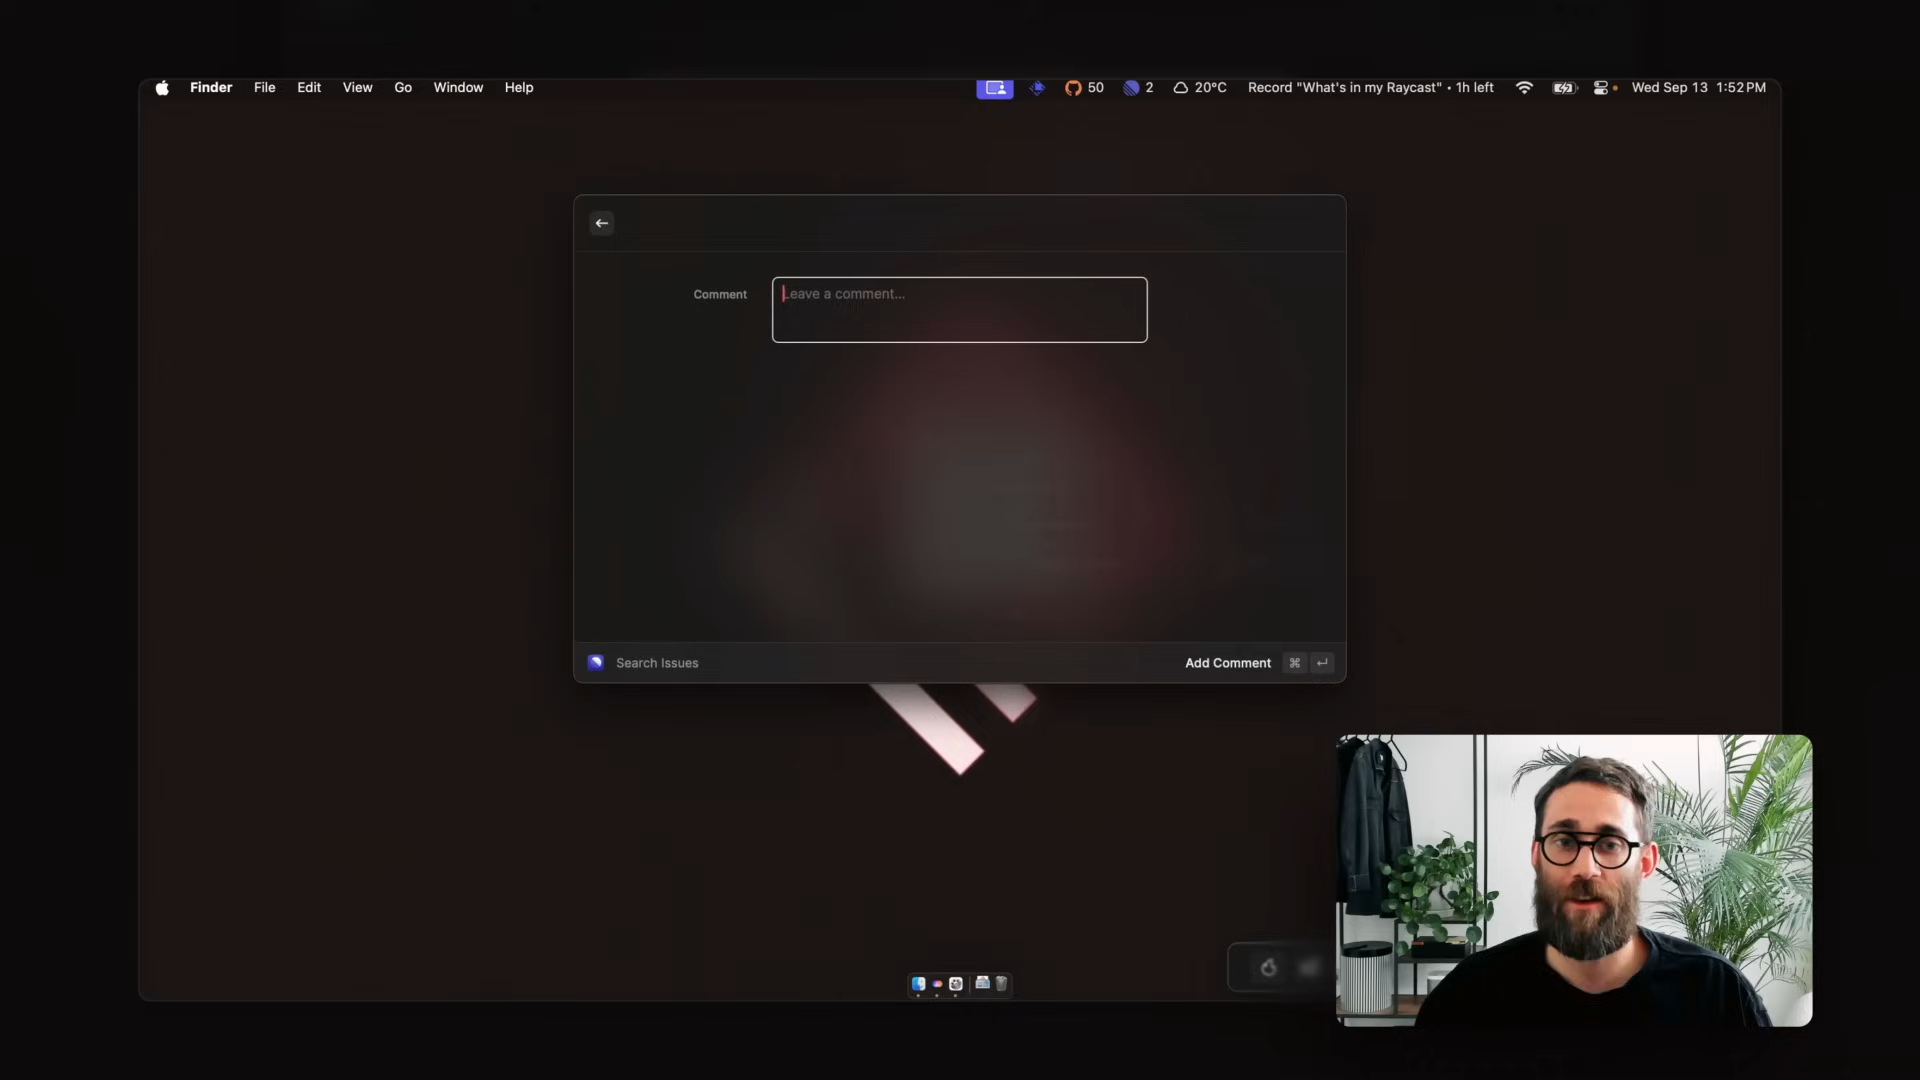 Finder File Edit View Go Window Help 50 2 20°C Record "What's in my Raycast" • 1h left Wed Sep 13 1:52 PM
Comment Leave a comment...
Search Issues Add Comment ⌘ ↵